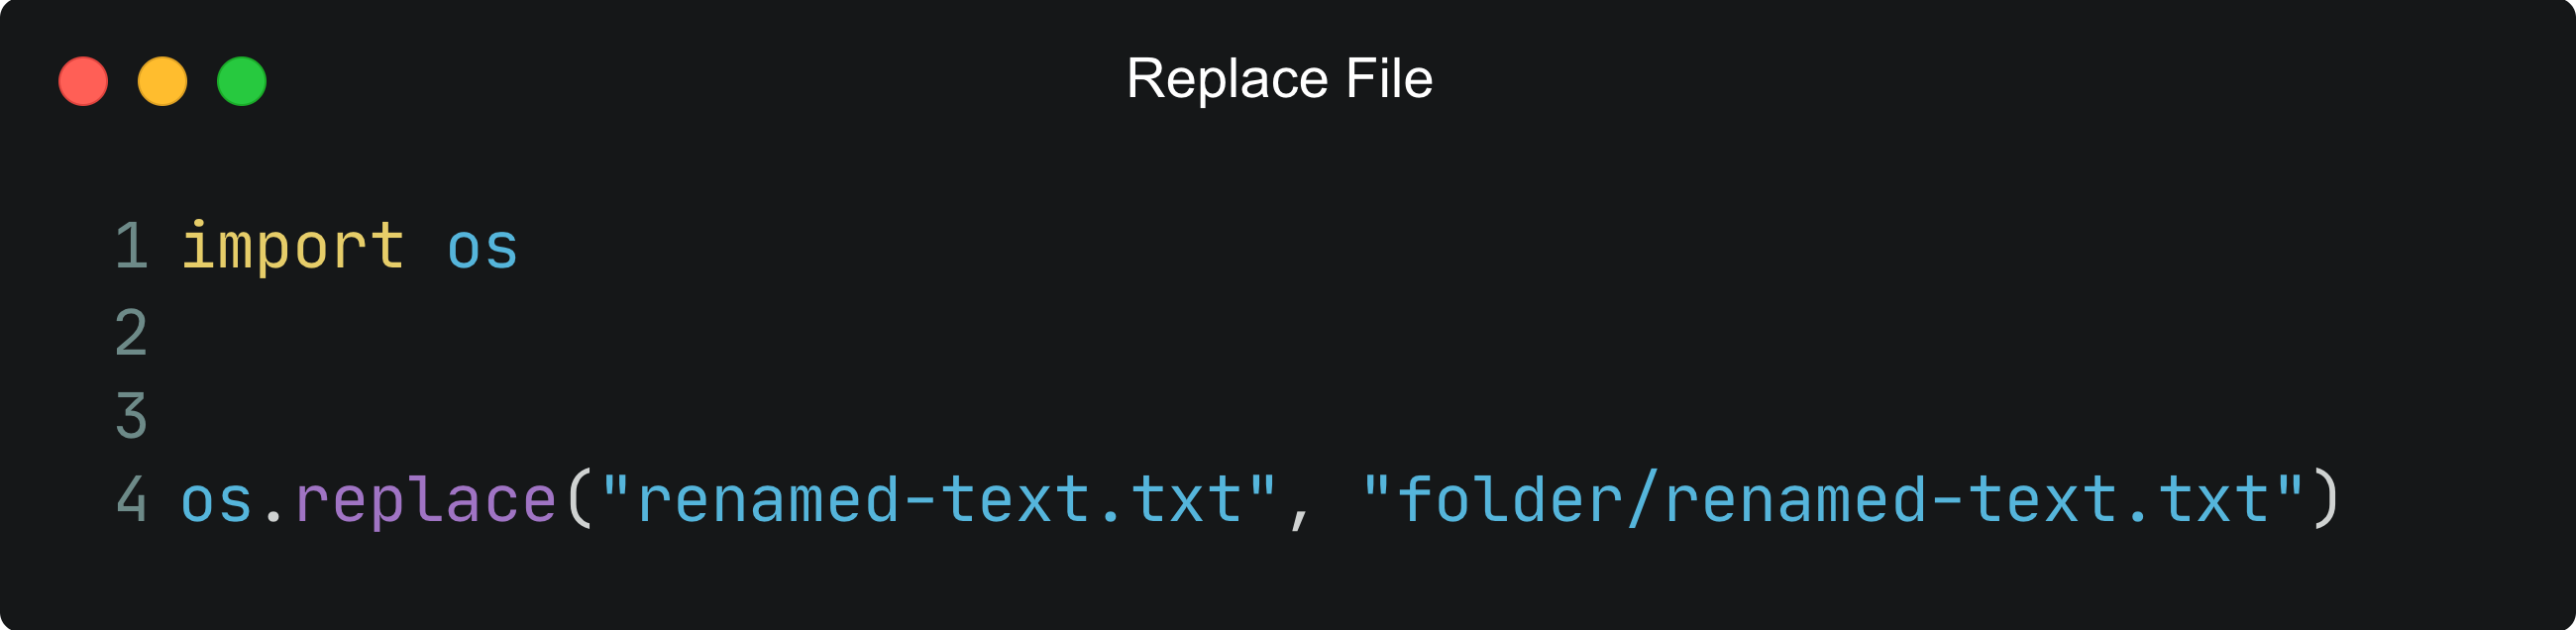 Replace File
1 import os
2
3
4 os.replace("renamed-text.txt", "folder/renamed-text.txt")